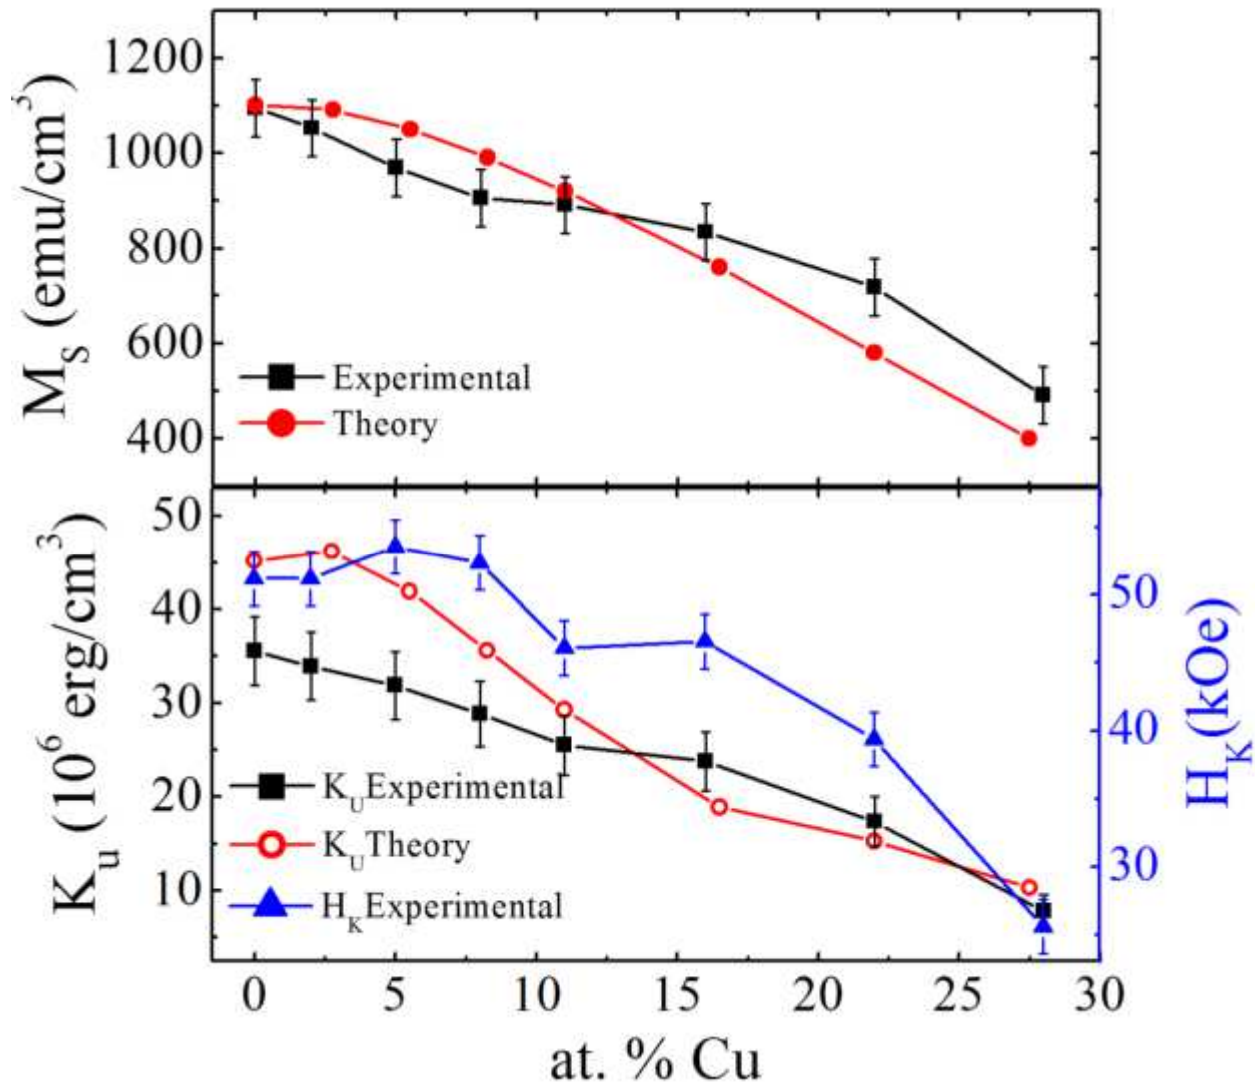 M_S (emu/cm^3)
1200
1000
800
600
400
Experimental
Theory
K_u (10^6 erg/cm^3)
50
40
30
20
10
K_U Experimental
K_U Theory
H_K Experimental
50
40
30
H_K (kOe)
0 5 10 15 20 25 30
at. % Cu